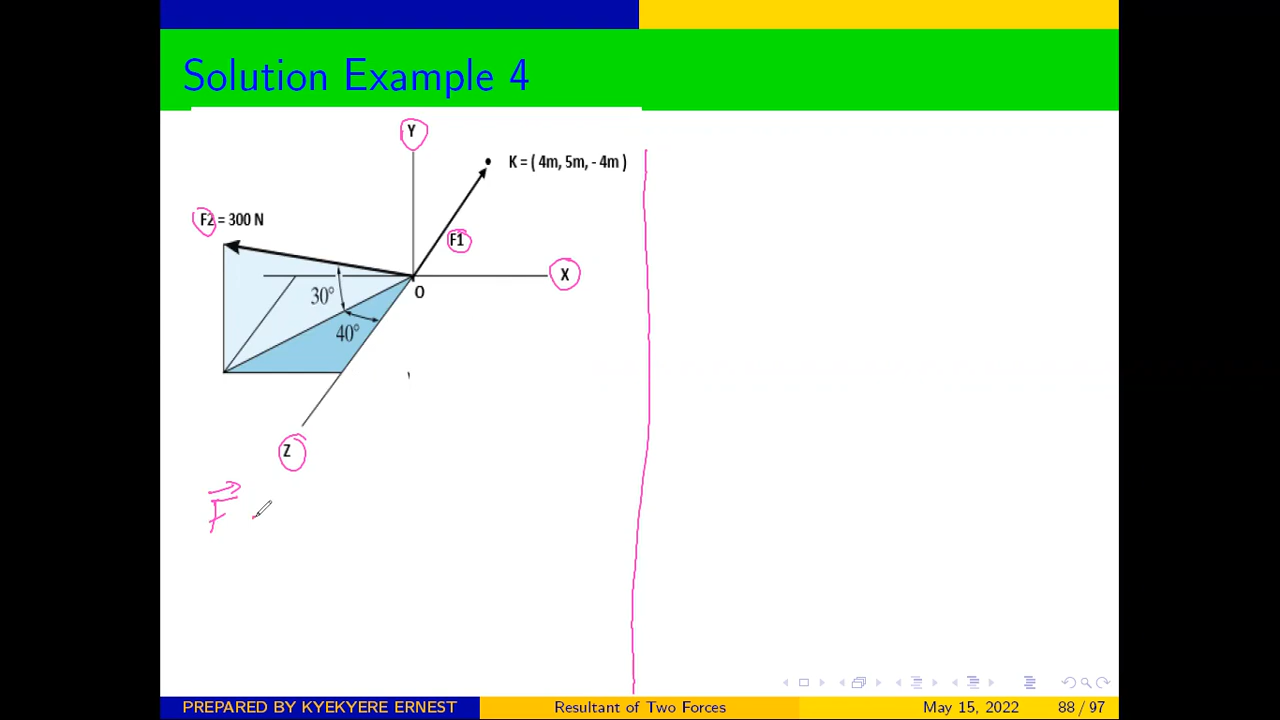 Solution Example 4
Y
K = ( 4m, 5m, - 4m )
F2 = 300 N
F1
X
O
30°
40°
Z
F
PREPARED BY KYEKYERE ERNEST
Resultant of Two Forces
May 15, 2022
88 / 97